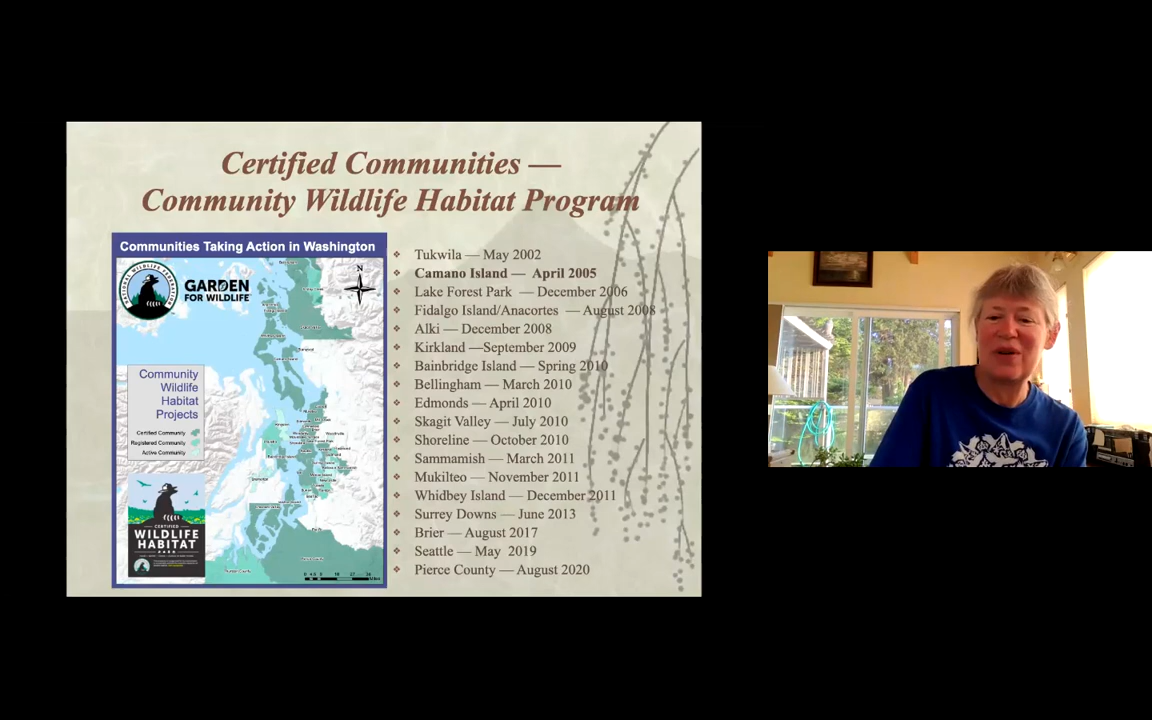 Certified Communities —
Community Wildlife Habitat Program
Communities Taking Action in Washington
NATIONAL WILDLIFE FEDERATION
GARDEN
FOR WILDLIFE
N
Community
Wildlife
Habitat
Projects
Certified Community
Registered Community
Active Community
CERTIFIED
WILDLIFE
HABITAT
Miles
Tukwila — May 2002
Camano Island — April 2005
Lake Forest Park — December 2006
Fidalgo Island/Anacortes — August 2008
Alki — December 2008
Kirkland —September 2009
Bainbridge Island — Spring 2010
Bellingham — March 2010
Edmonds — April 2010
Skagit Valley — July 2010
Shoreline — October 2010
Sammamish — March 2011
Mukilteo — November 2011
Whidbey Island — December 2011
Surrey Downs — June 2013
Brier — August 2017
Seattle — May 2019
Pierce County — August 2020